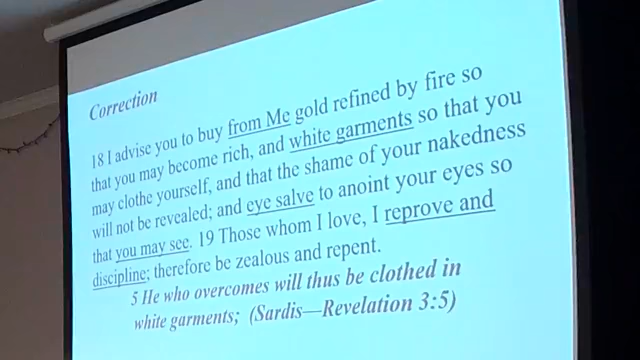 Correction
18 I advise you to buy from Me gold refined by fire so
that you may become rich, and white garments so that you
may clothe yourself, and that the shame of your nakedness
will not be revealed; and eye salve to anoint your eyes so
that you may see. 19 Those whom I love, I reprove and
discipline; therefore be zealous and repent.
5 He who overcomes will thus be clothed in
white garments; (Sardis—Revelation 3:5)